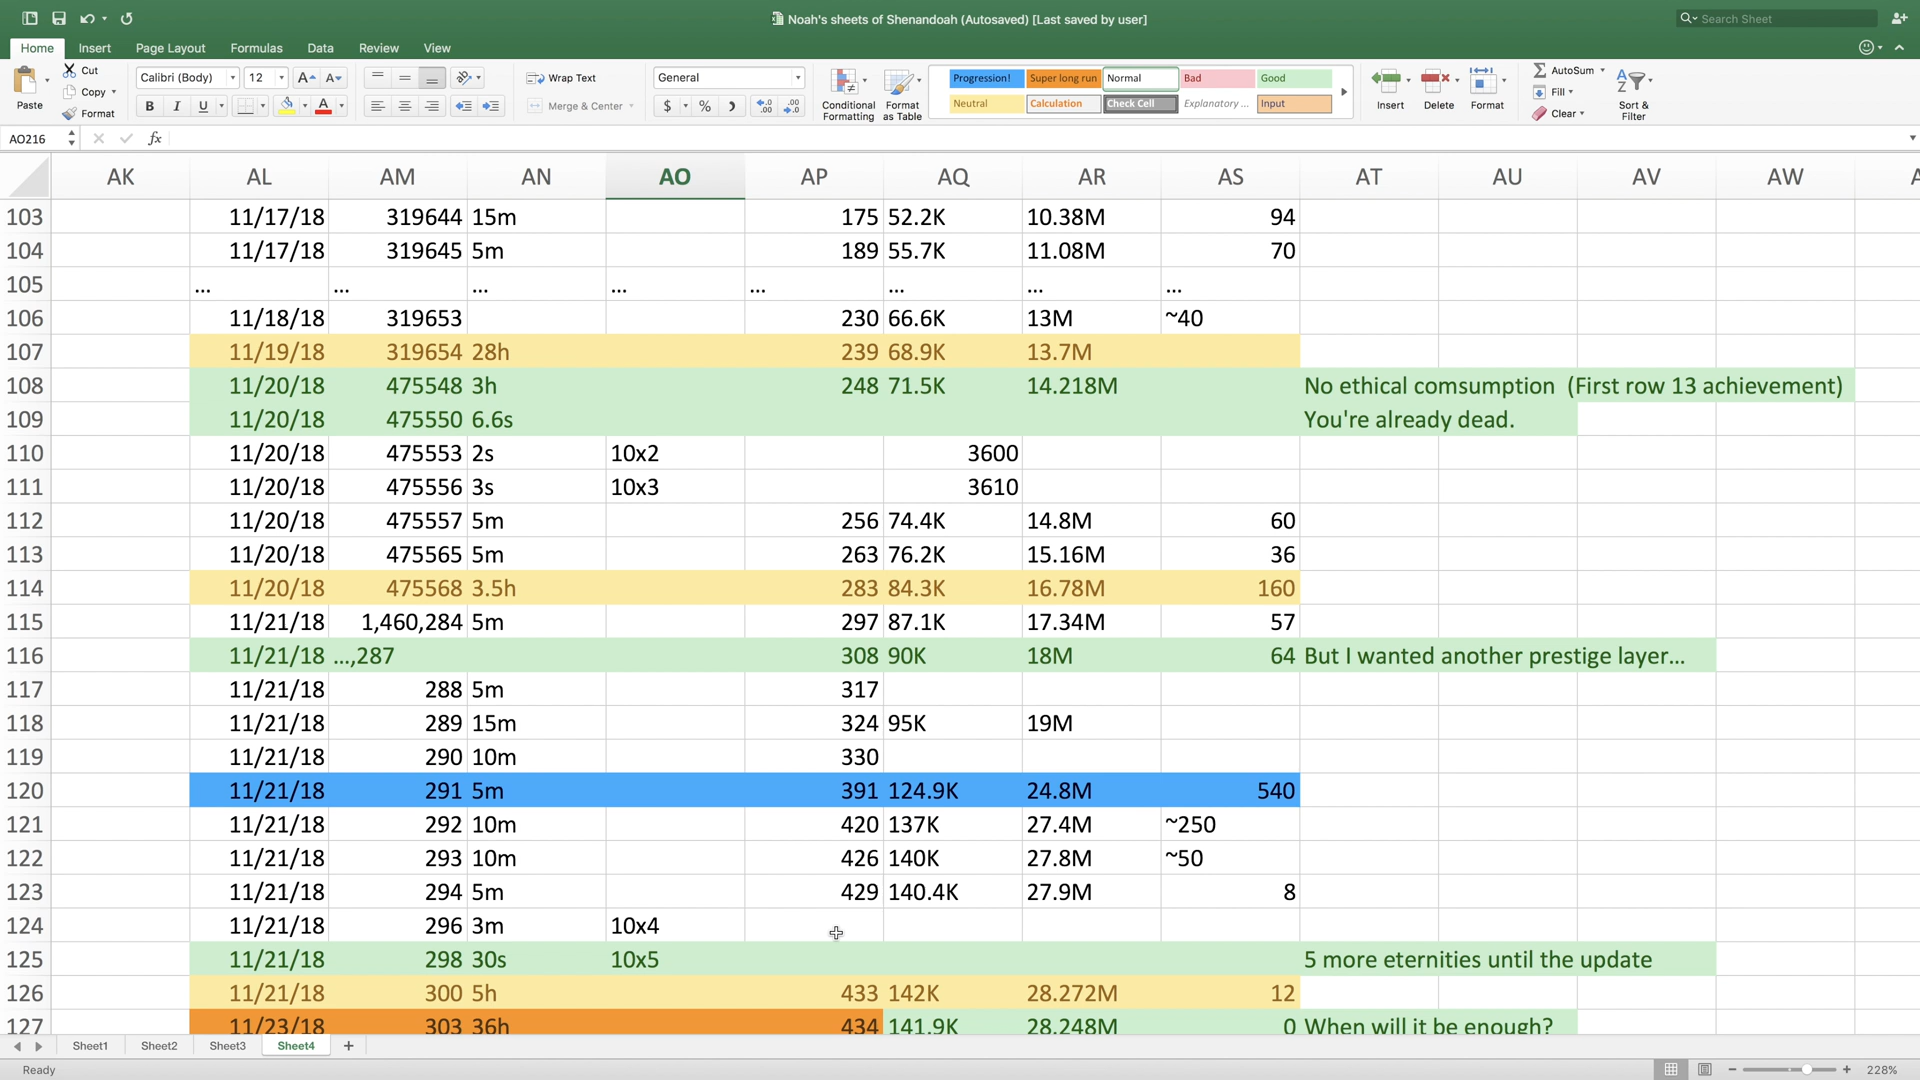 Noah's sheets of Shenandoah (Autosaved) [Last saved by user]
Search Sheet
Home Insert Page Layout Formulas Data Review View
Paste Cut Copy Format
Calibri (Body) 12 A A
B I U A
Wrap Text
Merge & Center
General
$ % .0 .00 .00 .0
Conditional Formatting
Format as Table
Progression! Super long run Normal Bad Good
Neutral Calculation Check Cell Explanatory ... Input
Insert Delete Format
AutoSum
Fill
Clear
Sort & Filter
AO216 fx
AK AL AM AN AO AP AQ AR AS AT AU AV AW
103 11/17/18 319644 15m 175 52.2K 10.38M 94
104 11/17/18 319645 5m 189 55.7K 11.08M 70
105 ... ... ... ... ... ... ... ...
106 11/18/18 319653 230 66.6K 13M ~40
107 11/19/18 319654 28h 239 68.9K 13.7M
108 11/20/18 475548 3h 248 71.5K 14.218M No ethical comsumption (First row 13 achievement)
109 11/20/18 475550 6.6s You're already dead.
110 11/20/18 475553 2s 10x2 3600
111 11/20/18 475556 3s 10x3 3610
112 11/20/18 475557 5m 256 74.4K 14.8M 60
113 11/20/18 475565 5m 263 76.2K 15.16M 36
114 11/20/18 475568 3.5h 283 84.3K 16.78M 160
115 11/21/18 1,460,284 5m 297 87.1K 17.34M 57
116 11/21/18 ...,287 308 90K 18M 64 But I wanted another prestige layer...
117 11/21/18 288 5m 317
118 11/21/18 289 15m 324 95K 19M
119 11/21/18 290 10m 330
120 11/21/18 291 5m 391 124.9K 24.8M 540
121 11/21/18 292 10m 420 137K 27.4M ~250
122 11/21/18 293 10m 426 140K 27.8M ~50
123 11/21/18 294 5m 429 140.4K 27.9M 8
124 11/21/18 296 3m 10x4
125 11/21/18 298 30s 10x5 5 more eternities until the update
126 11/21/18 300 5h 433 142K 28.272M 12
127 11/23/18 303 36h 434 141.9K 28.248M 0 When will it be enough?
Sheet1 Sheet2 Sheet3 Sheet4 +
Ready 228%